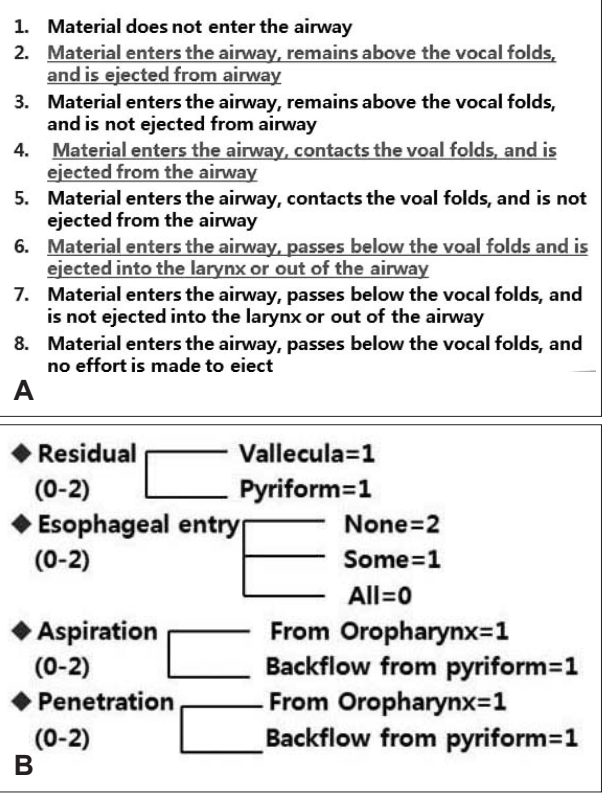 1. Material does not enter the airway
2. Material enters the airway, remains above the vocal folds,
and is ejected from airway
3. Material enters the airway, remains above the vocal folds,
and is not ejected from airway
4. Material enters the airway, contacts the voal folds, and is
ejected from the airway
5. Material enters the airway, contacts the voal folds, and is not
ejected from the airway
6. Material enters the airway, passes below the voal folds and is
ejected into the larynx or out of the airway
7. Material enters the airway, passes below the vocal folds, and
is not ejected into the larynx or out of the airway
8. Material enters the airway, passes below the vocal folds, and
no effort is made to eject
A
◆ Residual Vallecula=1
(0-2) Pyriform=1
◆ Esophageal entry None=2
(0-2) Some=1
All=0
◆ Aspiration From Oropharynx=1
(0-2) Backflow from pyriform=1
◆ Penetration From Oropharynx=1
(0-2) Backflow from pyriform=1
B